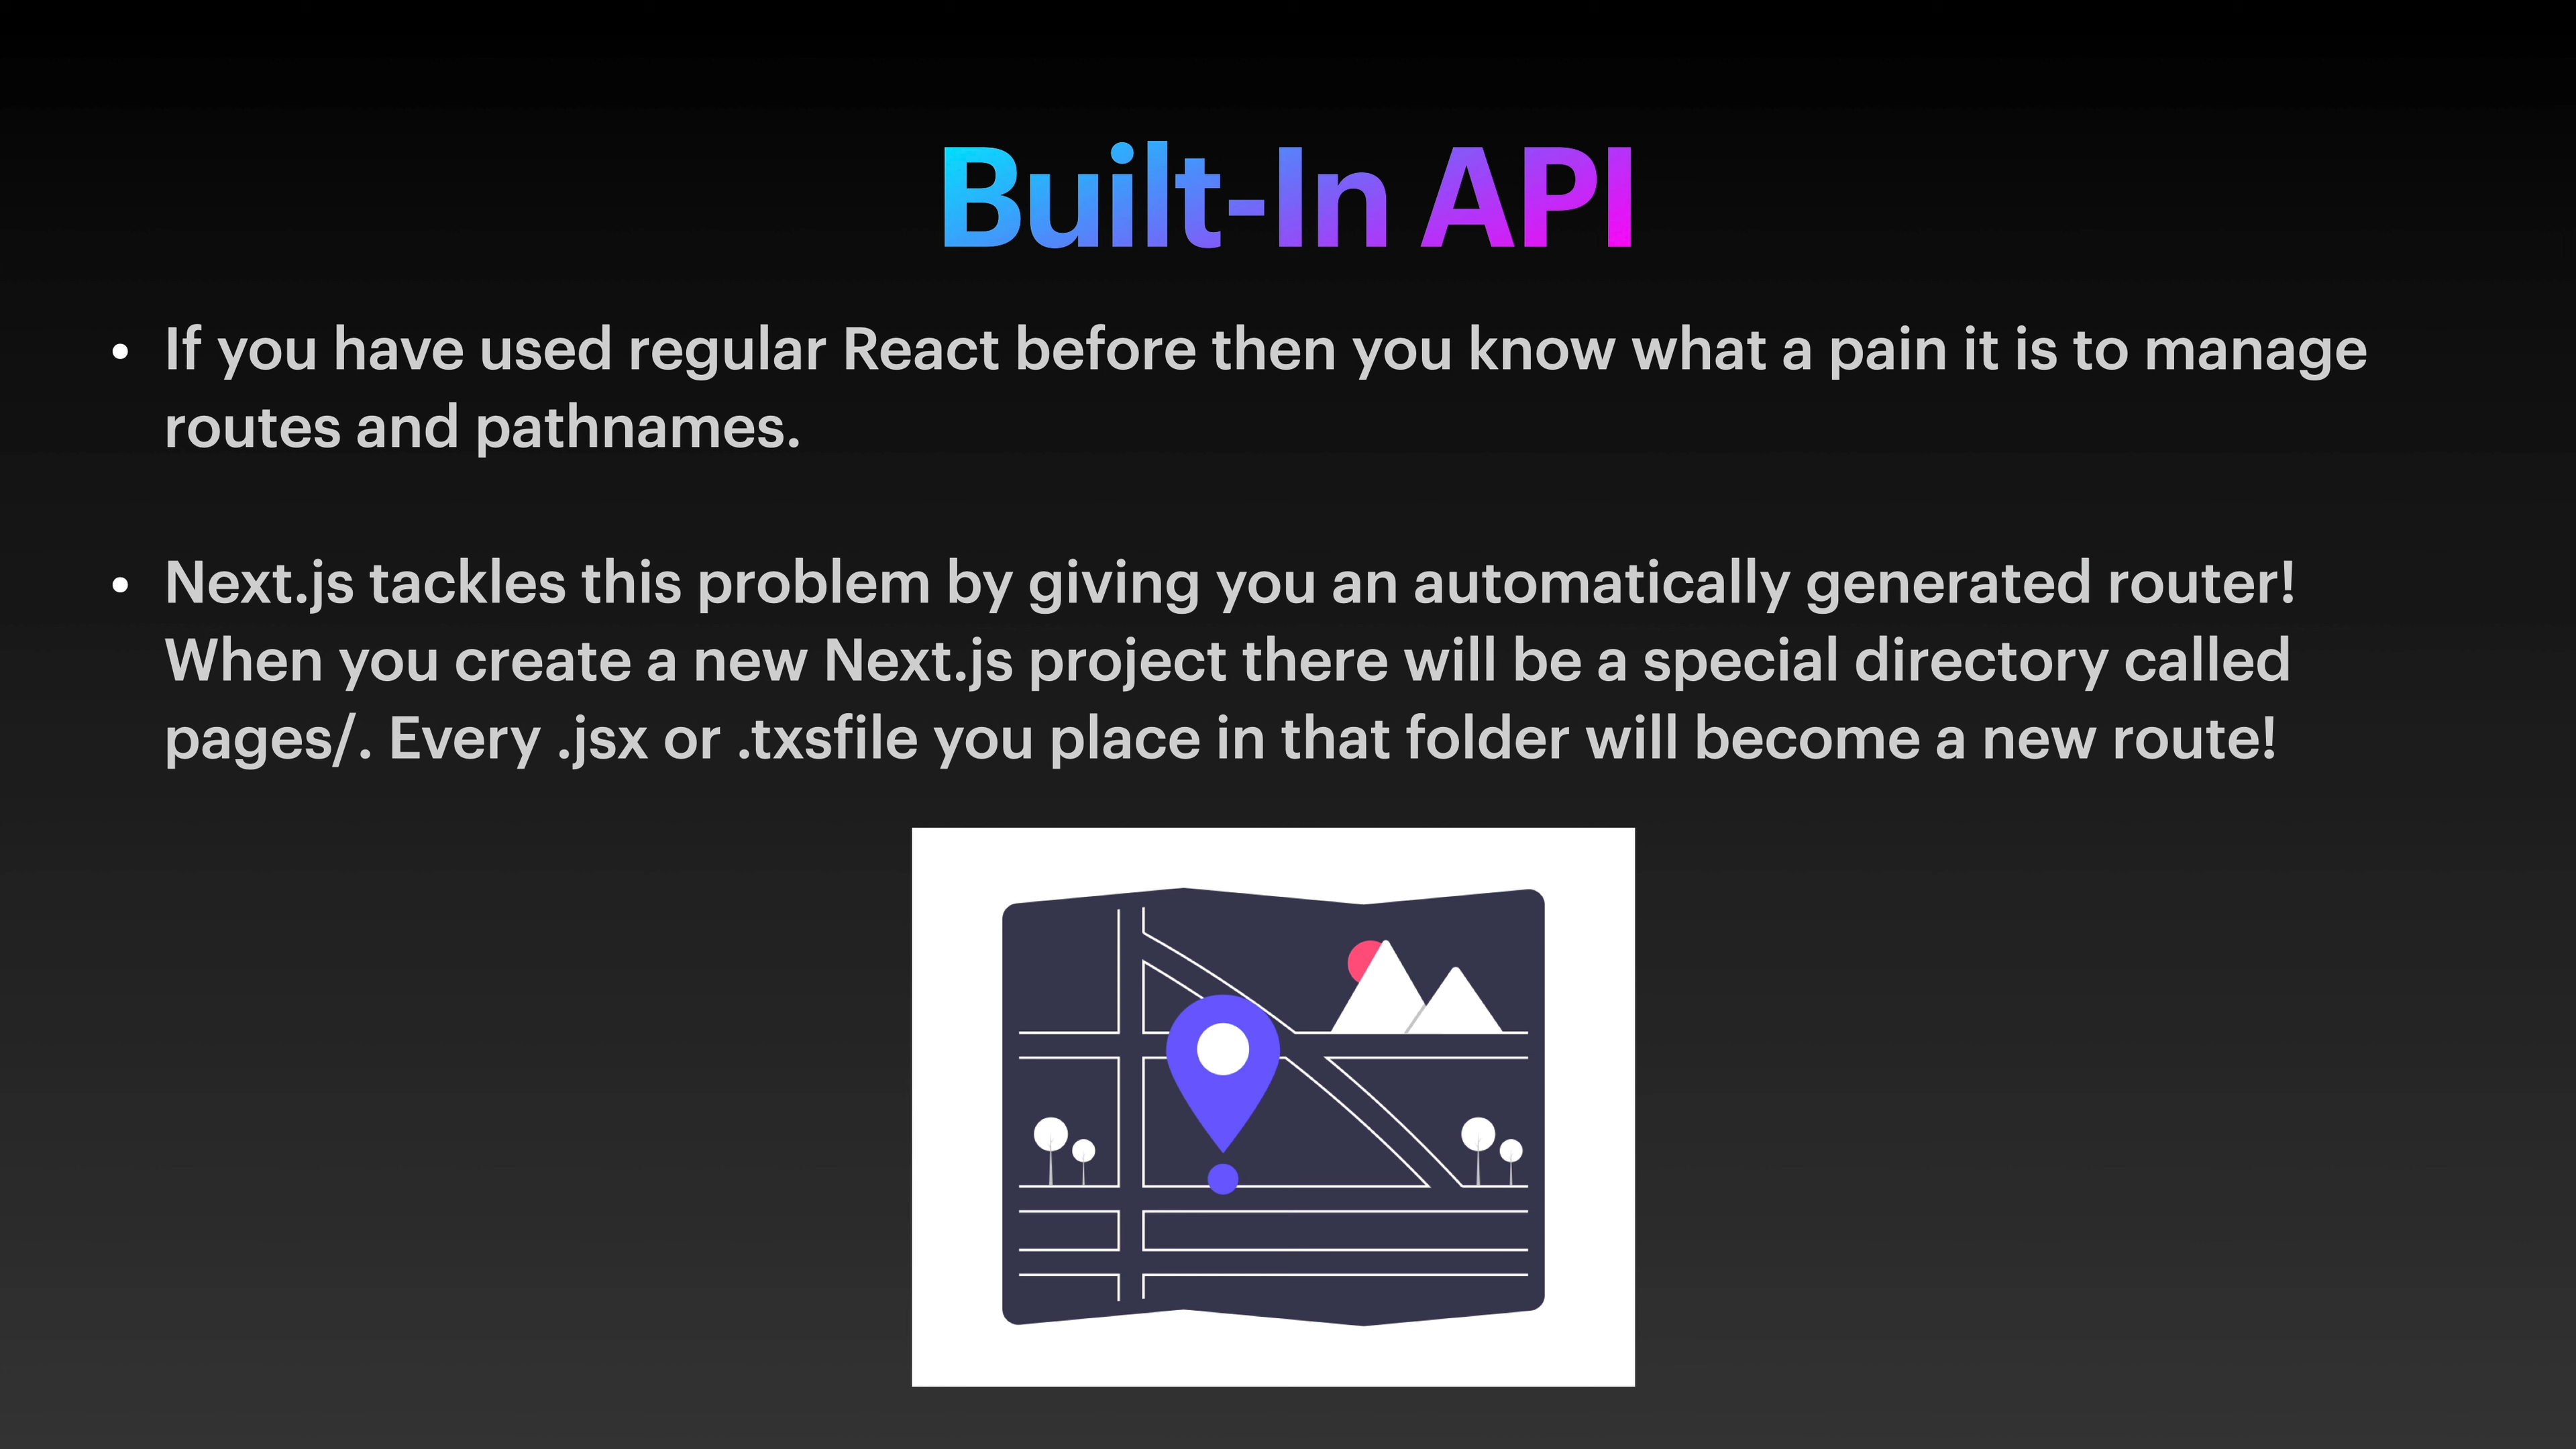 Built-In API
• If you have used regular React before then you know what a pain it is to manage
routes and pathnames.
• Next.js tackles this problem by giving you an automatically generated router!
When you create a new Next.js project there will be a special directory called
pages/. Every .jsx or .txsfile you place in that folder will become a new route!